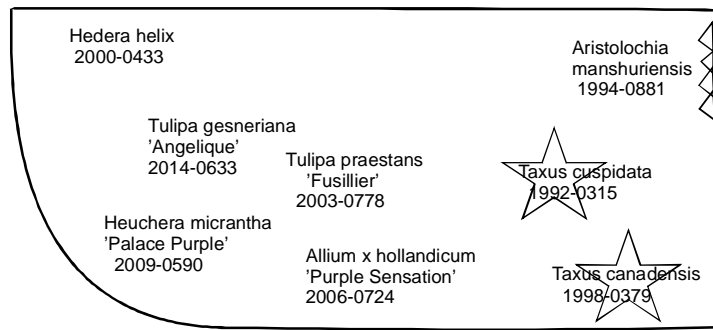 Hedera helix
2000-0433
Aristolochia
manshuriensis
1994-0881
Tulipa gesneriana
'Angelique'
2014-0633
Tulipa praestans
'Fusillier'
2003-0778
Taxus cuspidata
1992-0315
Heuchera micrantha
'Palace Purple'
2009-0590
Allium x hollandicum
'Purple Sensation'
2006-0724
Taxus canadensis
1998-0379